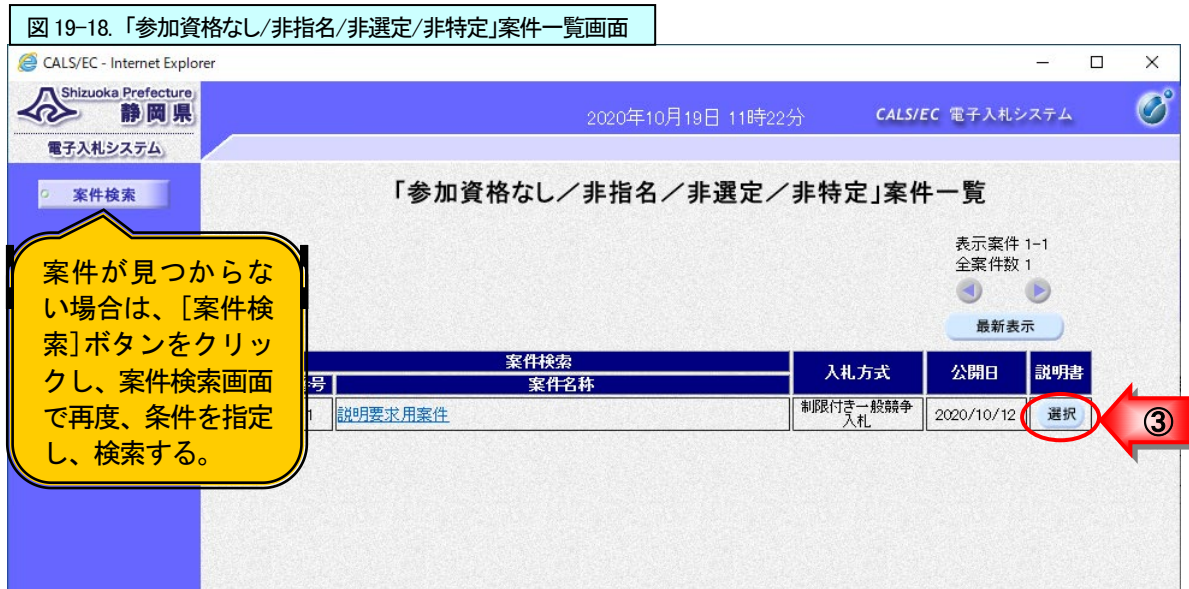 図 19-18. 「参加資格なし/非指名/非選定/非特定」案件一覧画面
CALS/EC - Internet Explorer
Shizuoka Prefecture
静岡県
電子入札システム
2020年10月19日 11時22分
CALS/EC 電子入札システム
案件検索
「参加資格なし／非指名／非選定／非特定」案件一覧
表示案件 1-1
全案件数 1
最新表示
案件が見つからな
い場合は、［案件検
索］ボタンをクリッ
クし、案件検索画面
で再度、条件を指定
し、検索する。
案件検索
号
案件名称
入札方式
公開日
説明書
1
説明要求用案件
制限付き一般競争
入札
2020/10/12
選択
③